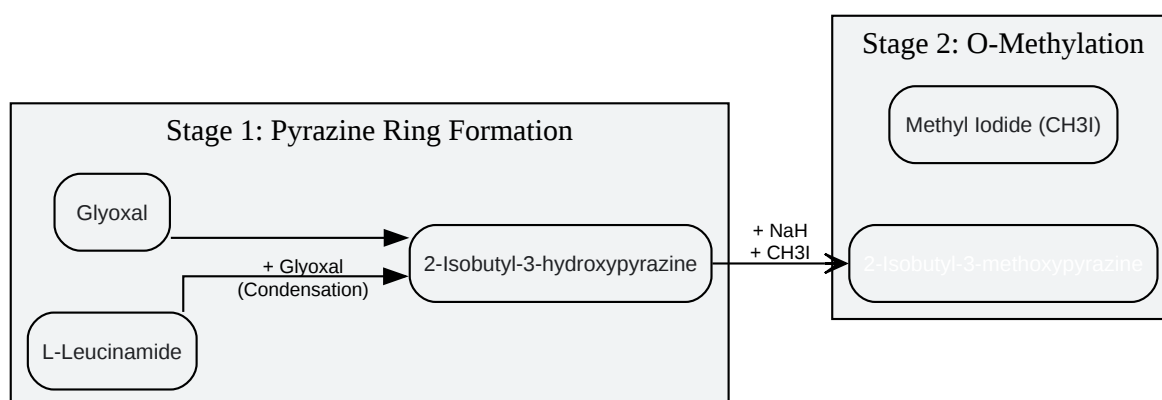 Stage 2: O-Methylation
Methyl Iodide (CH3I)
Stage 1: Pyrazine Ring Formation
Glyoxal
+ Glyoxal
(Condensation)
L-Leucinamide
2-Isobutyl-3-hydroxypyrazine
+ NaH
+ CH3I
2-Isobutyl-3-methoxypyrazine